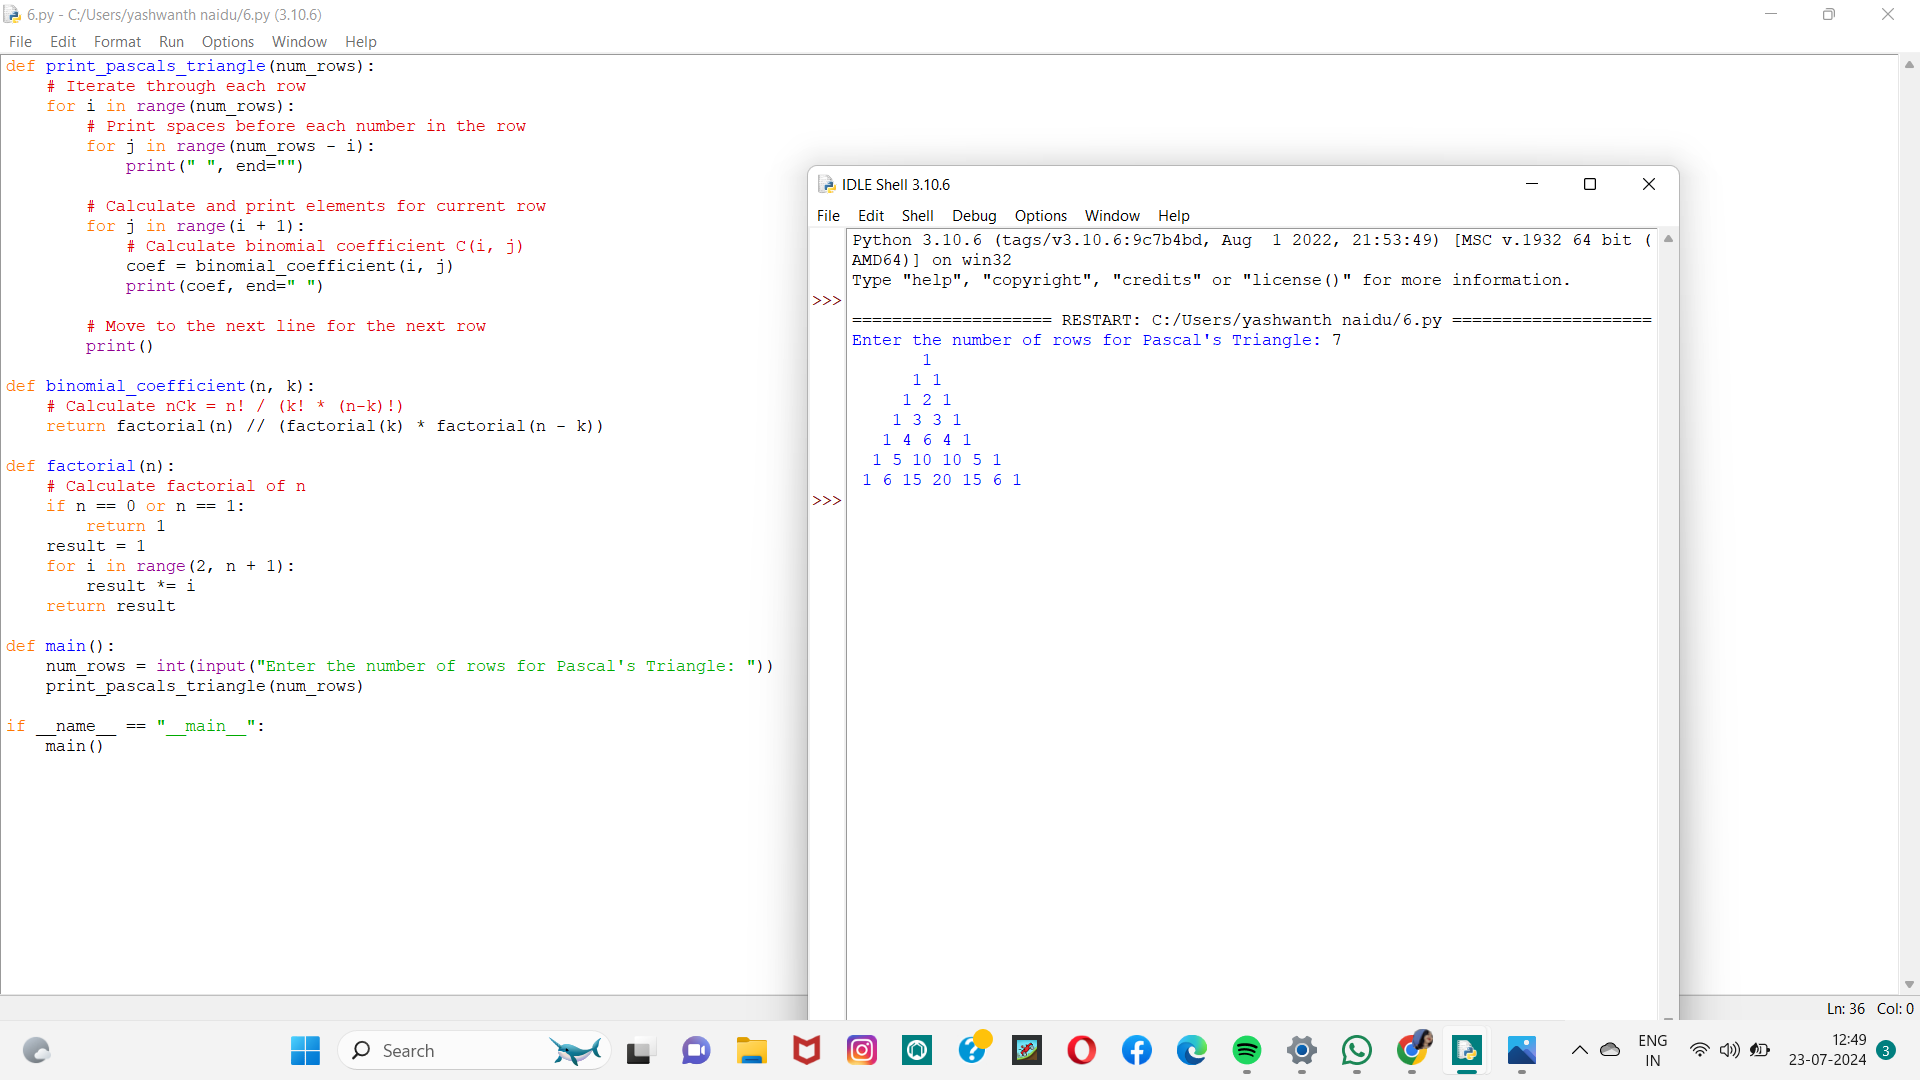 6.py - C:/Users/yashwanth naidu/6.py (3.10.6)
File Edit Format Run Options Window Help
def print_pascals_triangle(num_rows):
    # Iterate through each row
    for i in range(num_rows):
        # Print spaces before each number in the row
        for j in range(num_rows - i):
            print(" ", end="")

        # Calculate and print elements for current row
        for j in range(i + 1):
            # Calculate binomial coefficient C(i, j)
            coef = binomial_coefficient(i, j)
            print(coef, end=" ")

        # Move to the next line for the next row
        print()

def binomial_coefficient(n, k):
    # Calculate nCk = n! / (k! * (n-k)!)
    return factorial(n) // (factorial(k) * factorial(n - k))

def factorial(n):
    # Calculate factorial of n
    if n == 0 or n == 1:
        return 1
    result = 1
    for i in range(2, n + 1):
        result *= i
    return result

def main():
    num_rows = int(input("Enter the number of rows for Pascal's Triangle: "))
    print_pascals_triangle(num_rows)

if __name__ == "__main__":
    main()
IDLE Shell 3.10.6
File Edit Shell Debug Options Window Help
Python 3.10.6 (tags/v3.10.6:9c7b4bd, Aug  1 2022, 21:53:49) [MSC v.1932 64 bit (
AMD64)] on win32
Type "help", "copyright", "credits" or "license()" for more information.
>>>
==================== RESTART: C:/Users/yashwanth naidu/6.py ====================
Enter the number of rows for Pascal's Triangle: 7
       1
      1 1
     1 2 1
    1 3 3 1
   1 4 6 4 1
  1 5 10 10 5 1
 1 6 15 20 15 6 1
>>>
Ln: 36 Col: 0
Search
ENG
IN
12:49
23-07-2024
3